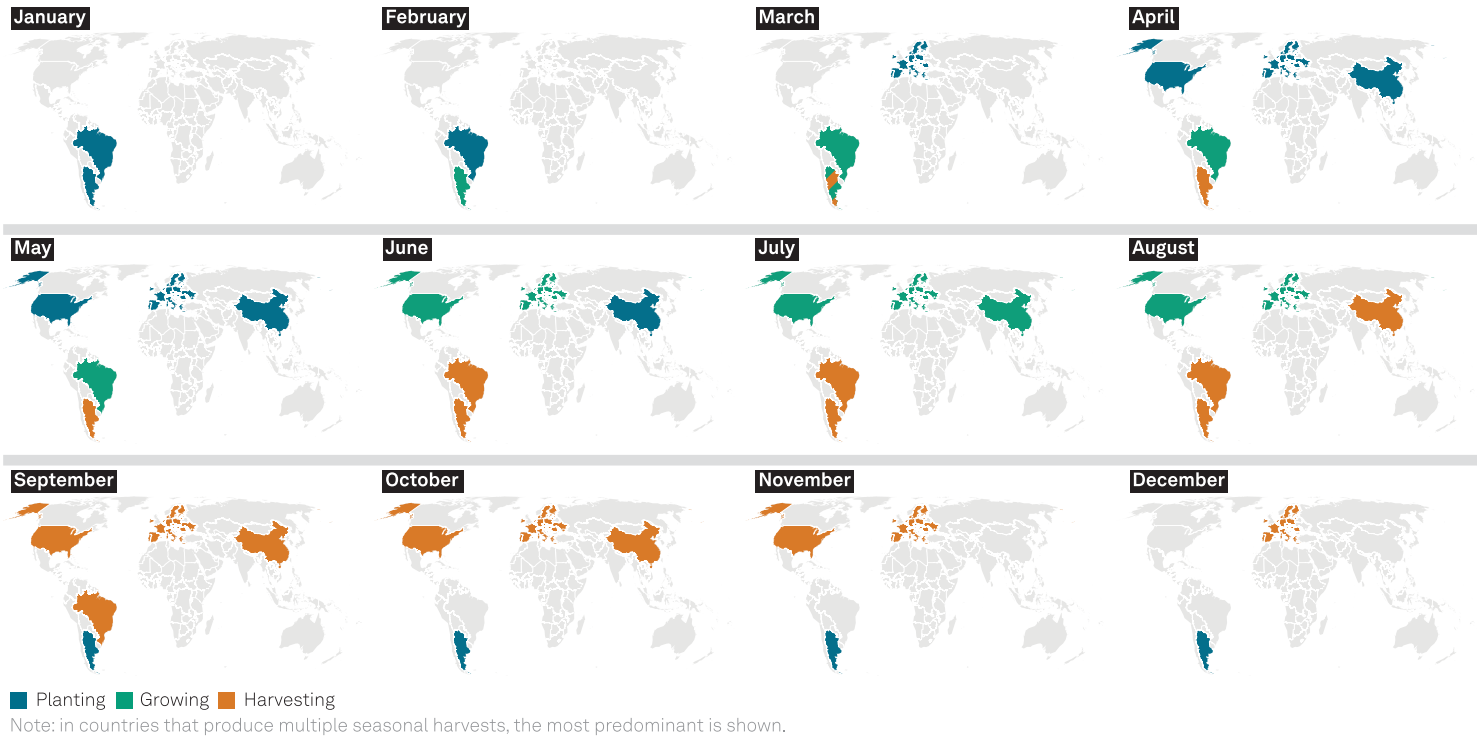 January
February
March
April
May
June
July
August
September
October
November
December
Planting
Growing
Harvesting
Note: in countries that produce multiple seasonal harvests, the most predominant is shown.